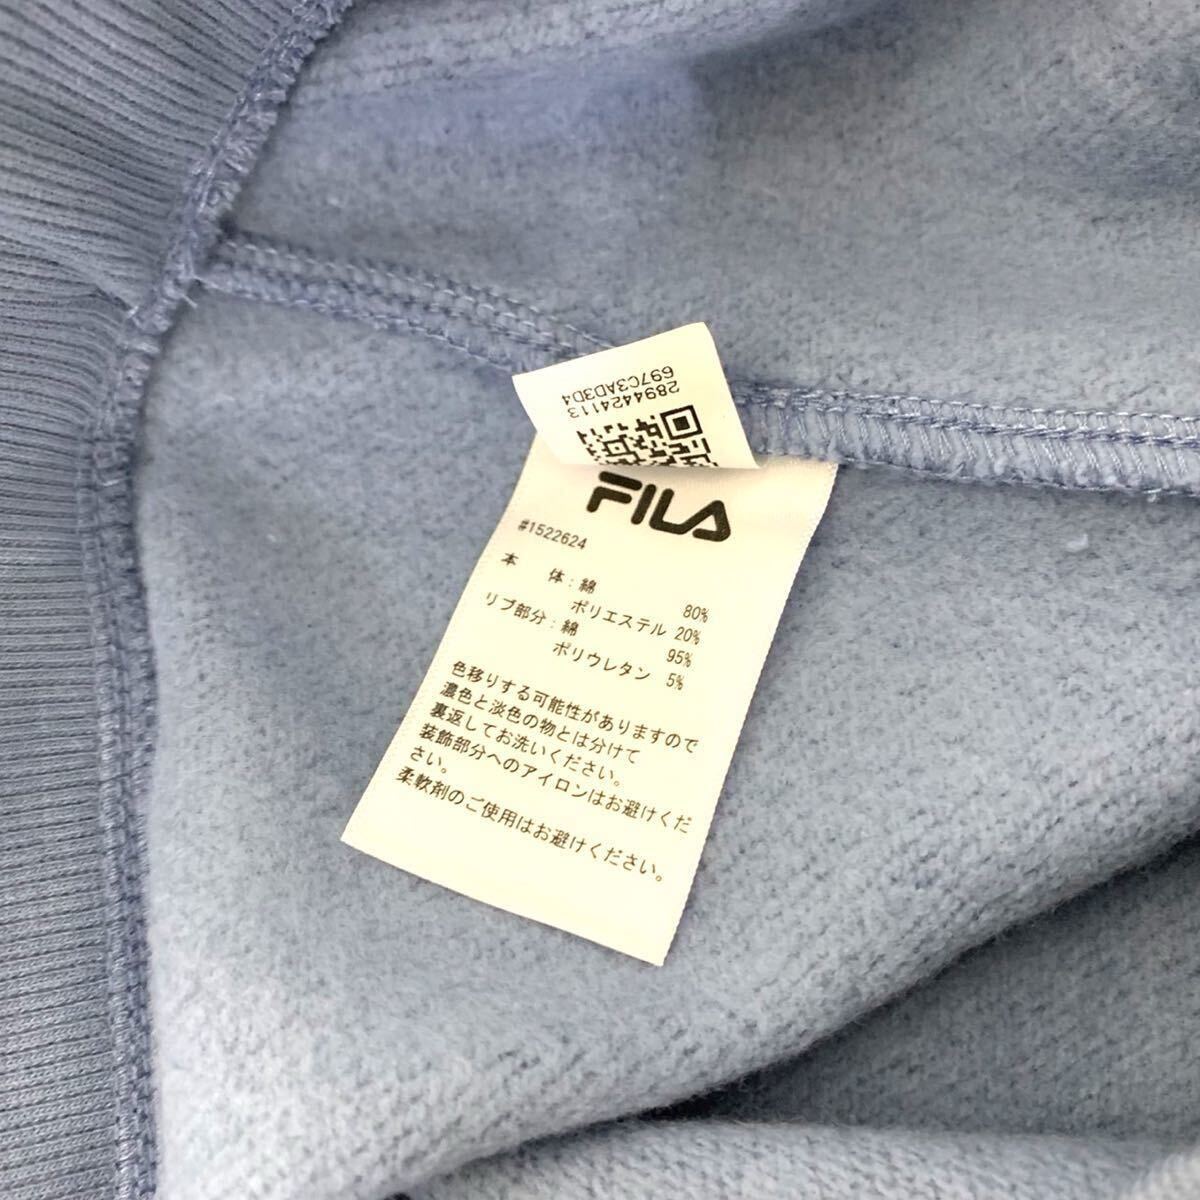 2894424113
697C3AD3D4
FILA
#1522624
本 体:綿 80%
ポリエステル 20%
リブ部分:綿 95%
ポリウレタン 5%
色移りする可能性がありますので
濃色と淡色の物とは分けて
裏返してお洗いください。
装飾部分へのアイロンはお避けくだ
さい。
柔軟剤のご使用はお避けください。